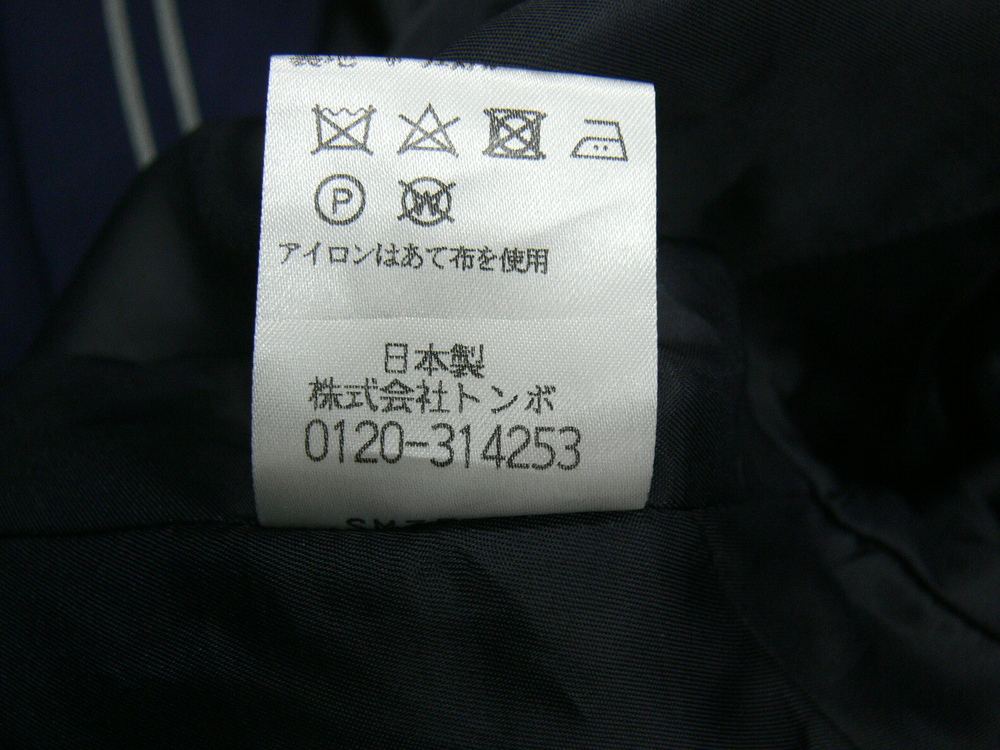 P W
アイロンはあて布を使用
日本製
株式会社トンボ
0120-314253